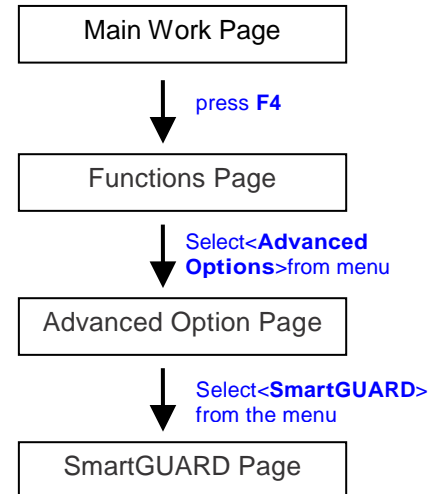 Main Work Page
press F4
Functions Page
Select<Advanced
Options>from menu
Advanced Option Page
Select<SmartGUARD>
from the menu
SmartGUARD Page